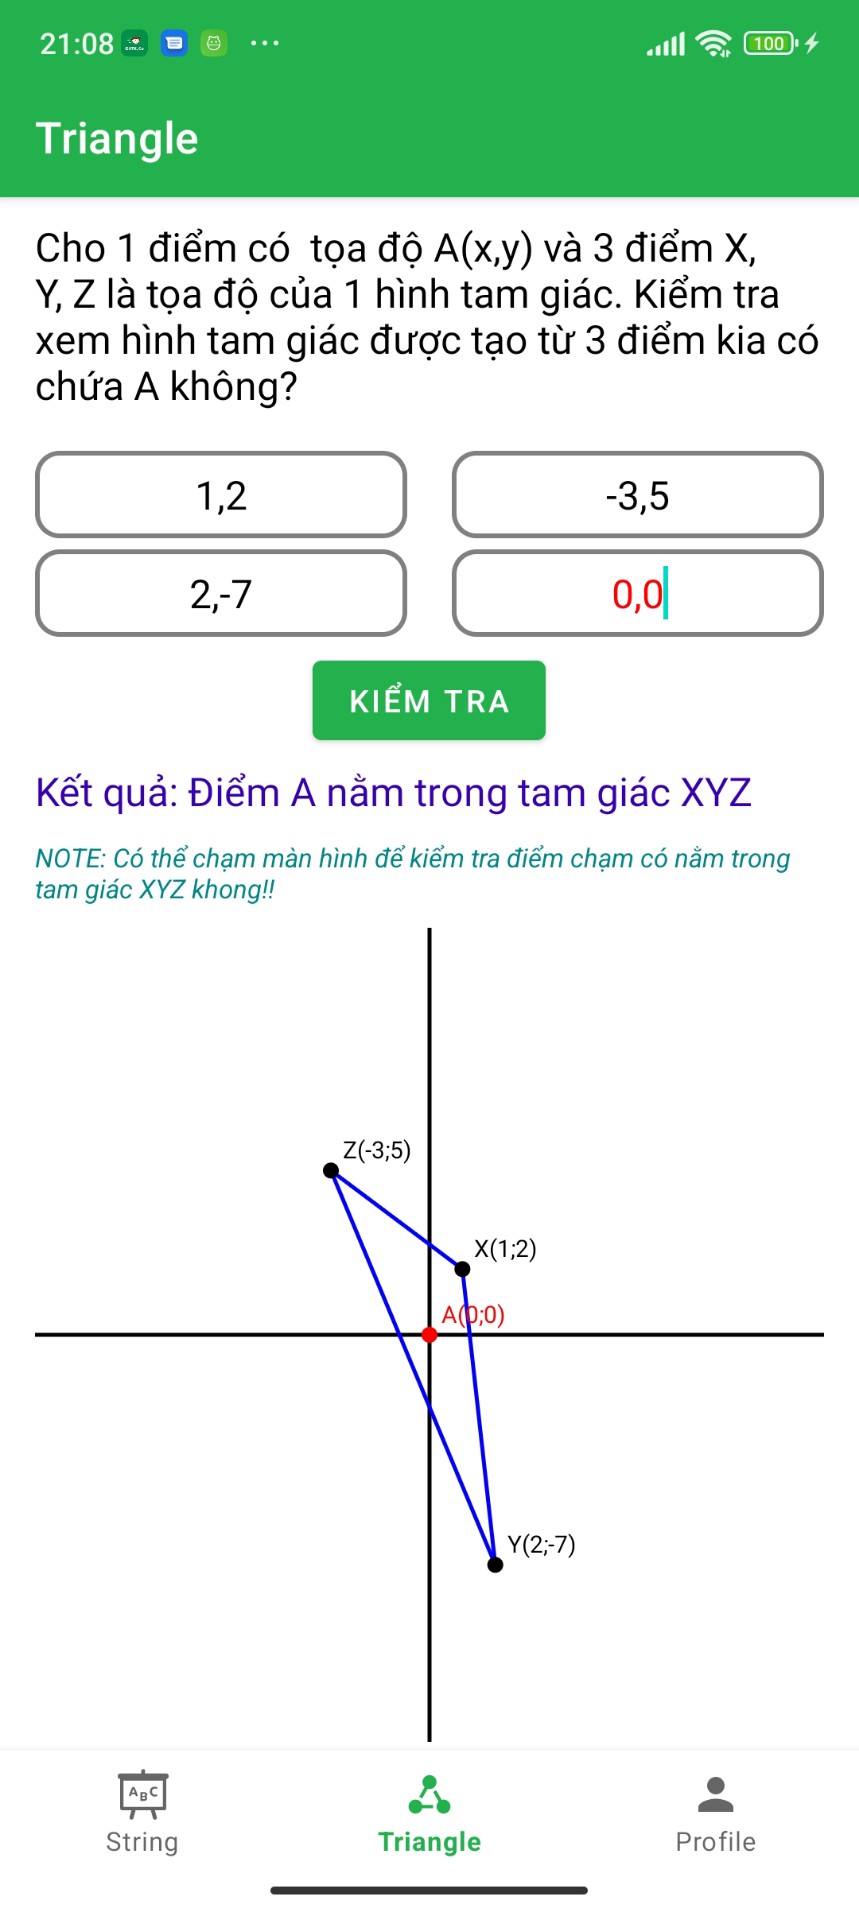 21:08
100
Triangle
Cho 1 điểm có  tọa độ A(x,y) và 3 điểm X,
Y, Z là tọa độ của 1 hình tam giác. Kiểm tra
xem hình tam giác được tạo từ 3 điểm kia có
chứa A không?
1,2
-3,5
2,-7
0,0
KIỂM TRA
Kết quả: Điểm A nằm trong tam giác XYZ
NOTE: Có thể chạm màn hình để kiểm tra điểm chạm có nằm trong
tam giác XYZ khong!!
Z(-3;5)
X(1;2)
A(0;0)
Y(2;-7)
ABC
String
Triangle
Profile